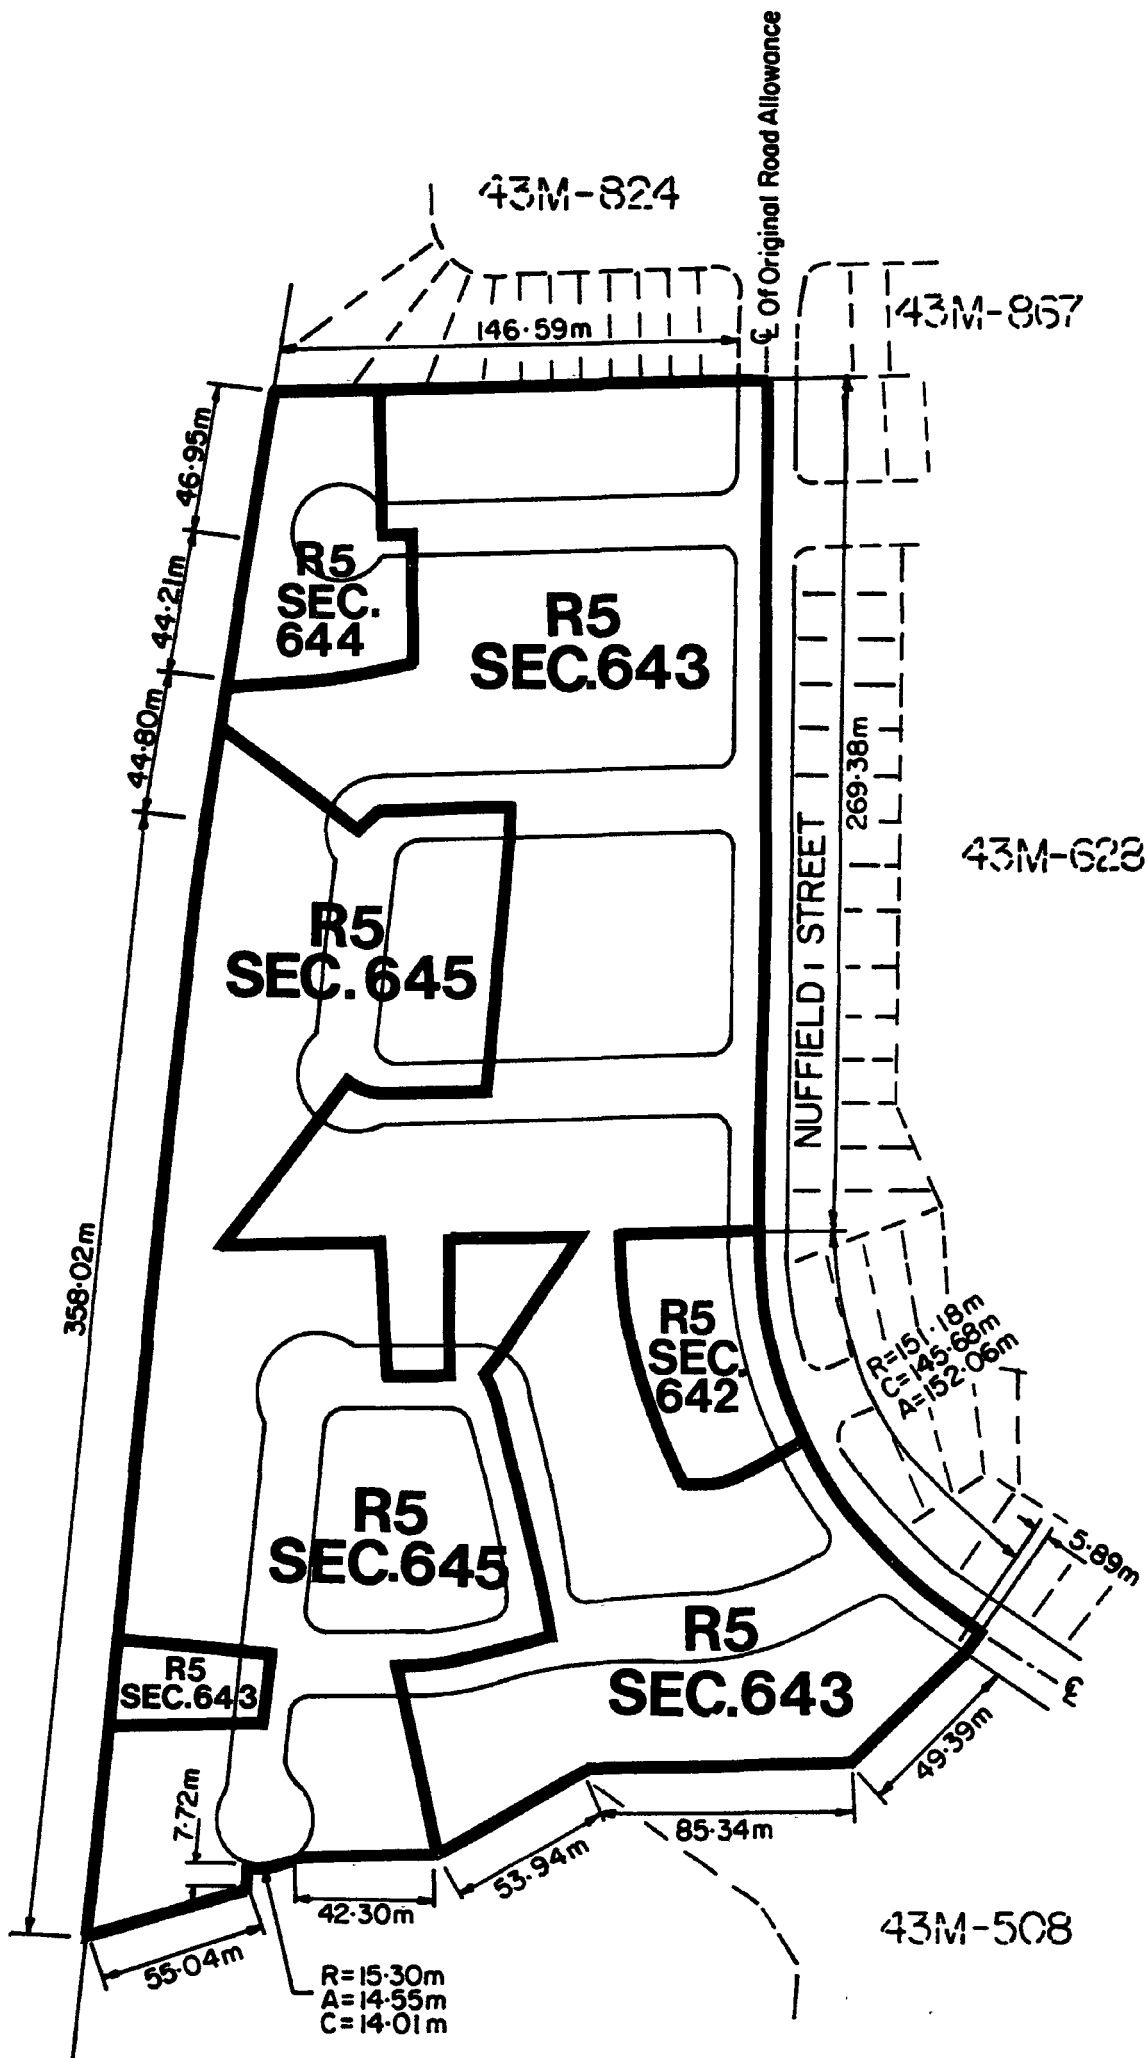 ℄ Of Original Road Allowance
43M-824
43M-867
146·59m
46·95m
44·21m
44·80m
R5
SEC.
644
R5
SEC.643
269·38m
NUFFIELD STREET
43M-628
R5
SEC. 645
358·02m
R5
SEC.
642
R=151·18m
C=145·68m
A=152·06m
R5
SEC.645
5·89m
R5
SEC.643
R5
SEC.643
℄
49·39m
7·72m
85·34m
53·94m
42·30m
43M-508
55·04m
R=15·30m
A=14·55m
C=14·01m